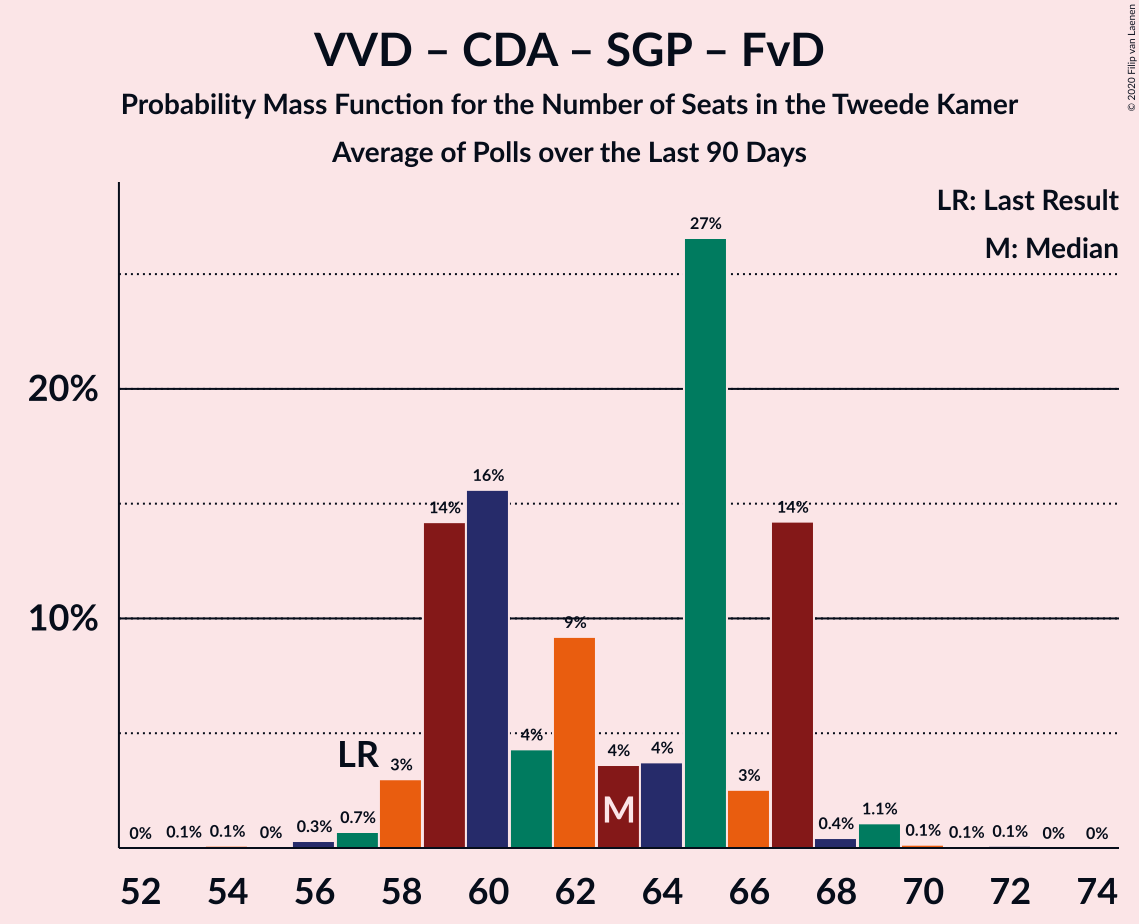 VVD – CDA – SGP – FvD
Probability Mass Function for the Number of Seats in the Tweede Kamer
Average of Polls over the Last 90 Days
© 2020 Filip van Laenen
LR: Last Result
M: Median
27%
20%
16%
14%
14%
10%
9%
LR
3%
4%
4%
4%
3%
M
0%
0.1%
0.1%
0%
0.3%
0.7%
0.4%
1.1%
0.1%
0.1%
0.1%
0%
0%
52 54 56 58 60 62 64 66 68 70 72 74